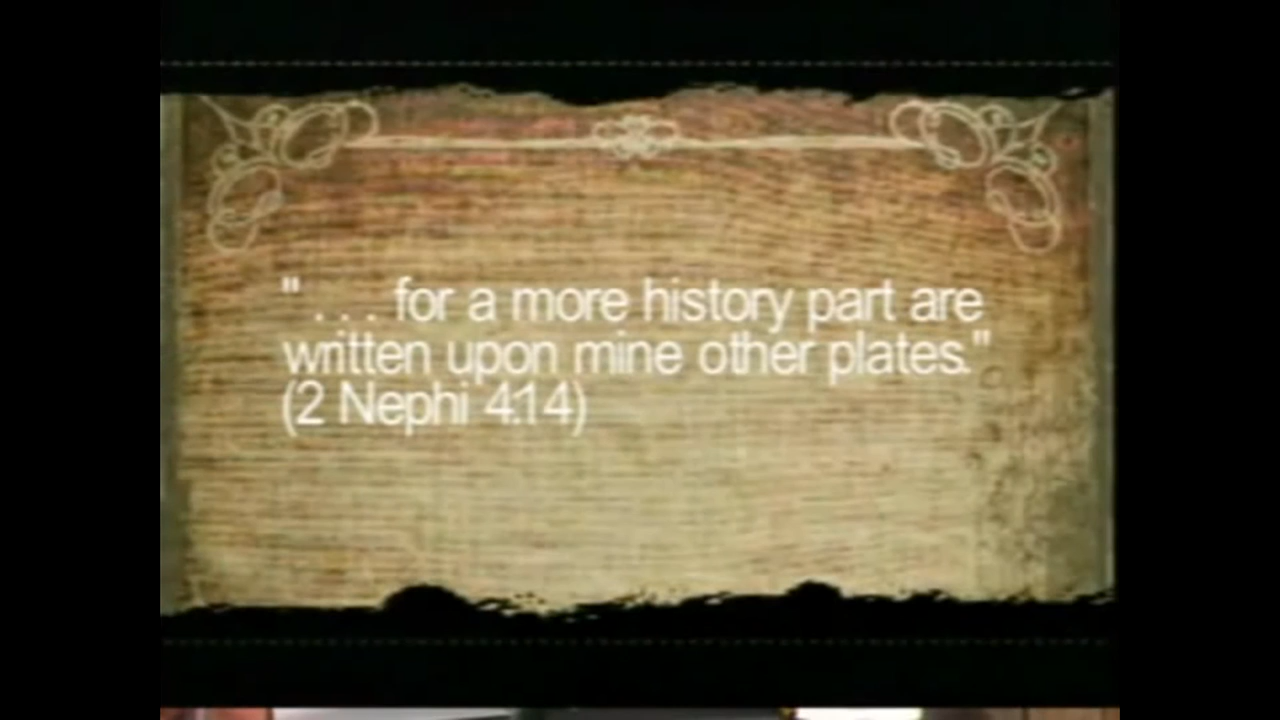 ". . . for a more history part are
written upon mine other plates."
(2 Nephi 4:14)